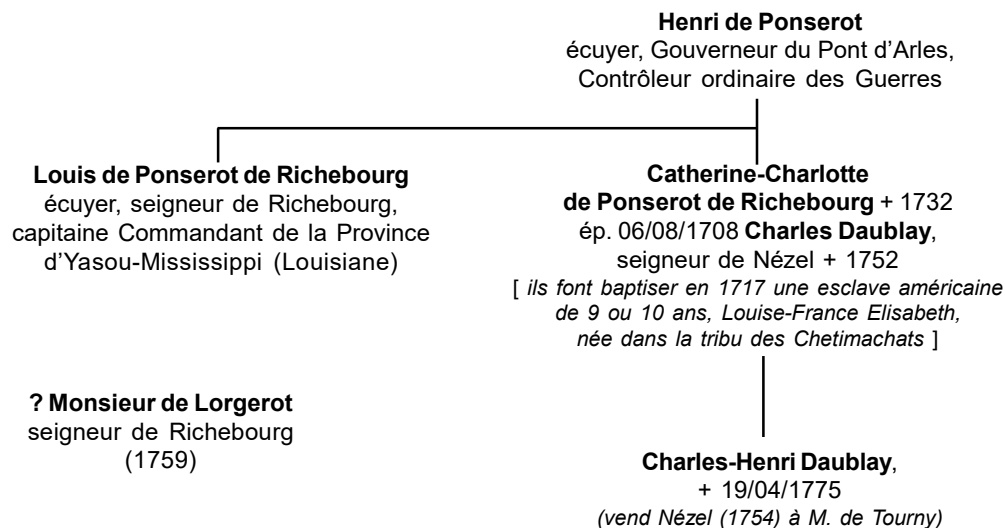 Henri de Ponserot
écuyer, Gouverneur du Pont d'Arles,
Contrôleur ordinaire des Guerres
Louis de Ponserot de Richebourg
écuyer, seigneur de Richebourg,
capitaine Commandant de la Province
d'Yasou-Mississippi (Louisiane)
Catherine-Charlotte
de Ponserot de Richebourg + 1732
ép. 06/08/1708 Charles Daublay,
seigneur de Nézel + 1752
[ ils font baptiser en 1717 une esclave américaine
de 9 ou 10 ans, Louise-France Elisabeth,
née dans la tribu des Chetimachats ]
? Monsieur de Lorgerot
seigneur de Richebourg
(1759)
Charles-Henri Daublay,
+ 19/04/1775
(vend Nézel (1754) à M. de Tourny)